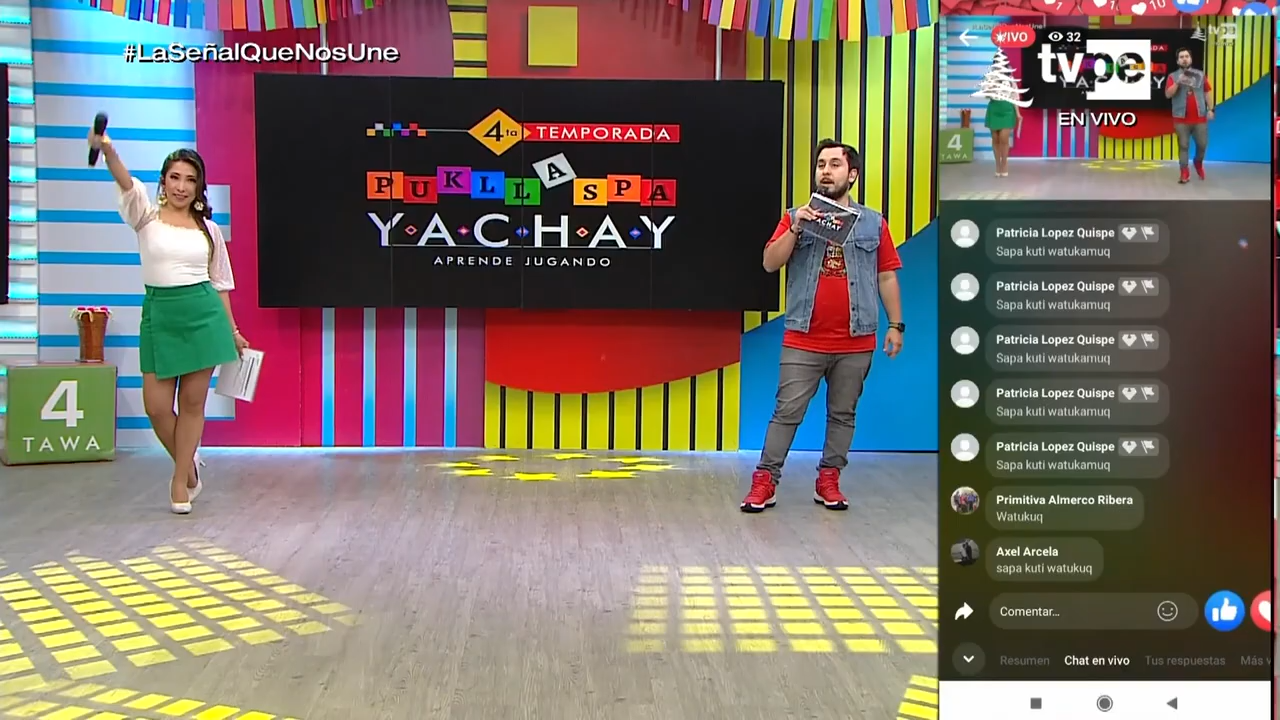 #LaSeñalQueNosUne
4ta TEMPORADA
PUKLLASPA
YACHAY
APRENDE JUGANDO
4
TAWA
VIVO
32
tvpe
EN VIVO
4
TAWA
Patricia Lopez Quispe
Sapa kuti watukamuq
Patricia Lopez Quispe
Sapa kuti watukamuq
Patricia Lopez Quispe
Sapa kuti watukamuq
Patricia Lopez Quispe
Sapa kuti watukamuq
Patricia Lopez Quispe
Sapa kuti watukamuq
Primitiva Almerco Ribera
Watukuq
Axel Arcela
sapa kuti watukuq
Comentar...
Resumen
Chat en vivo
Tus respuestas
Más